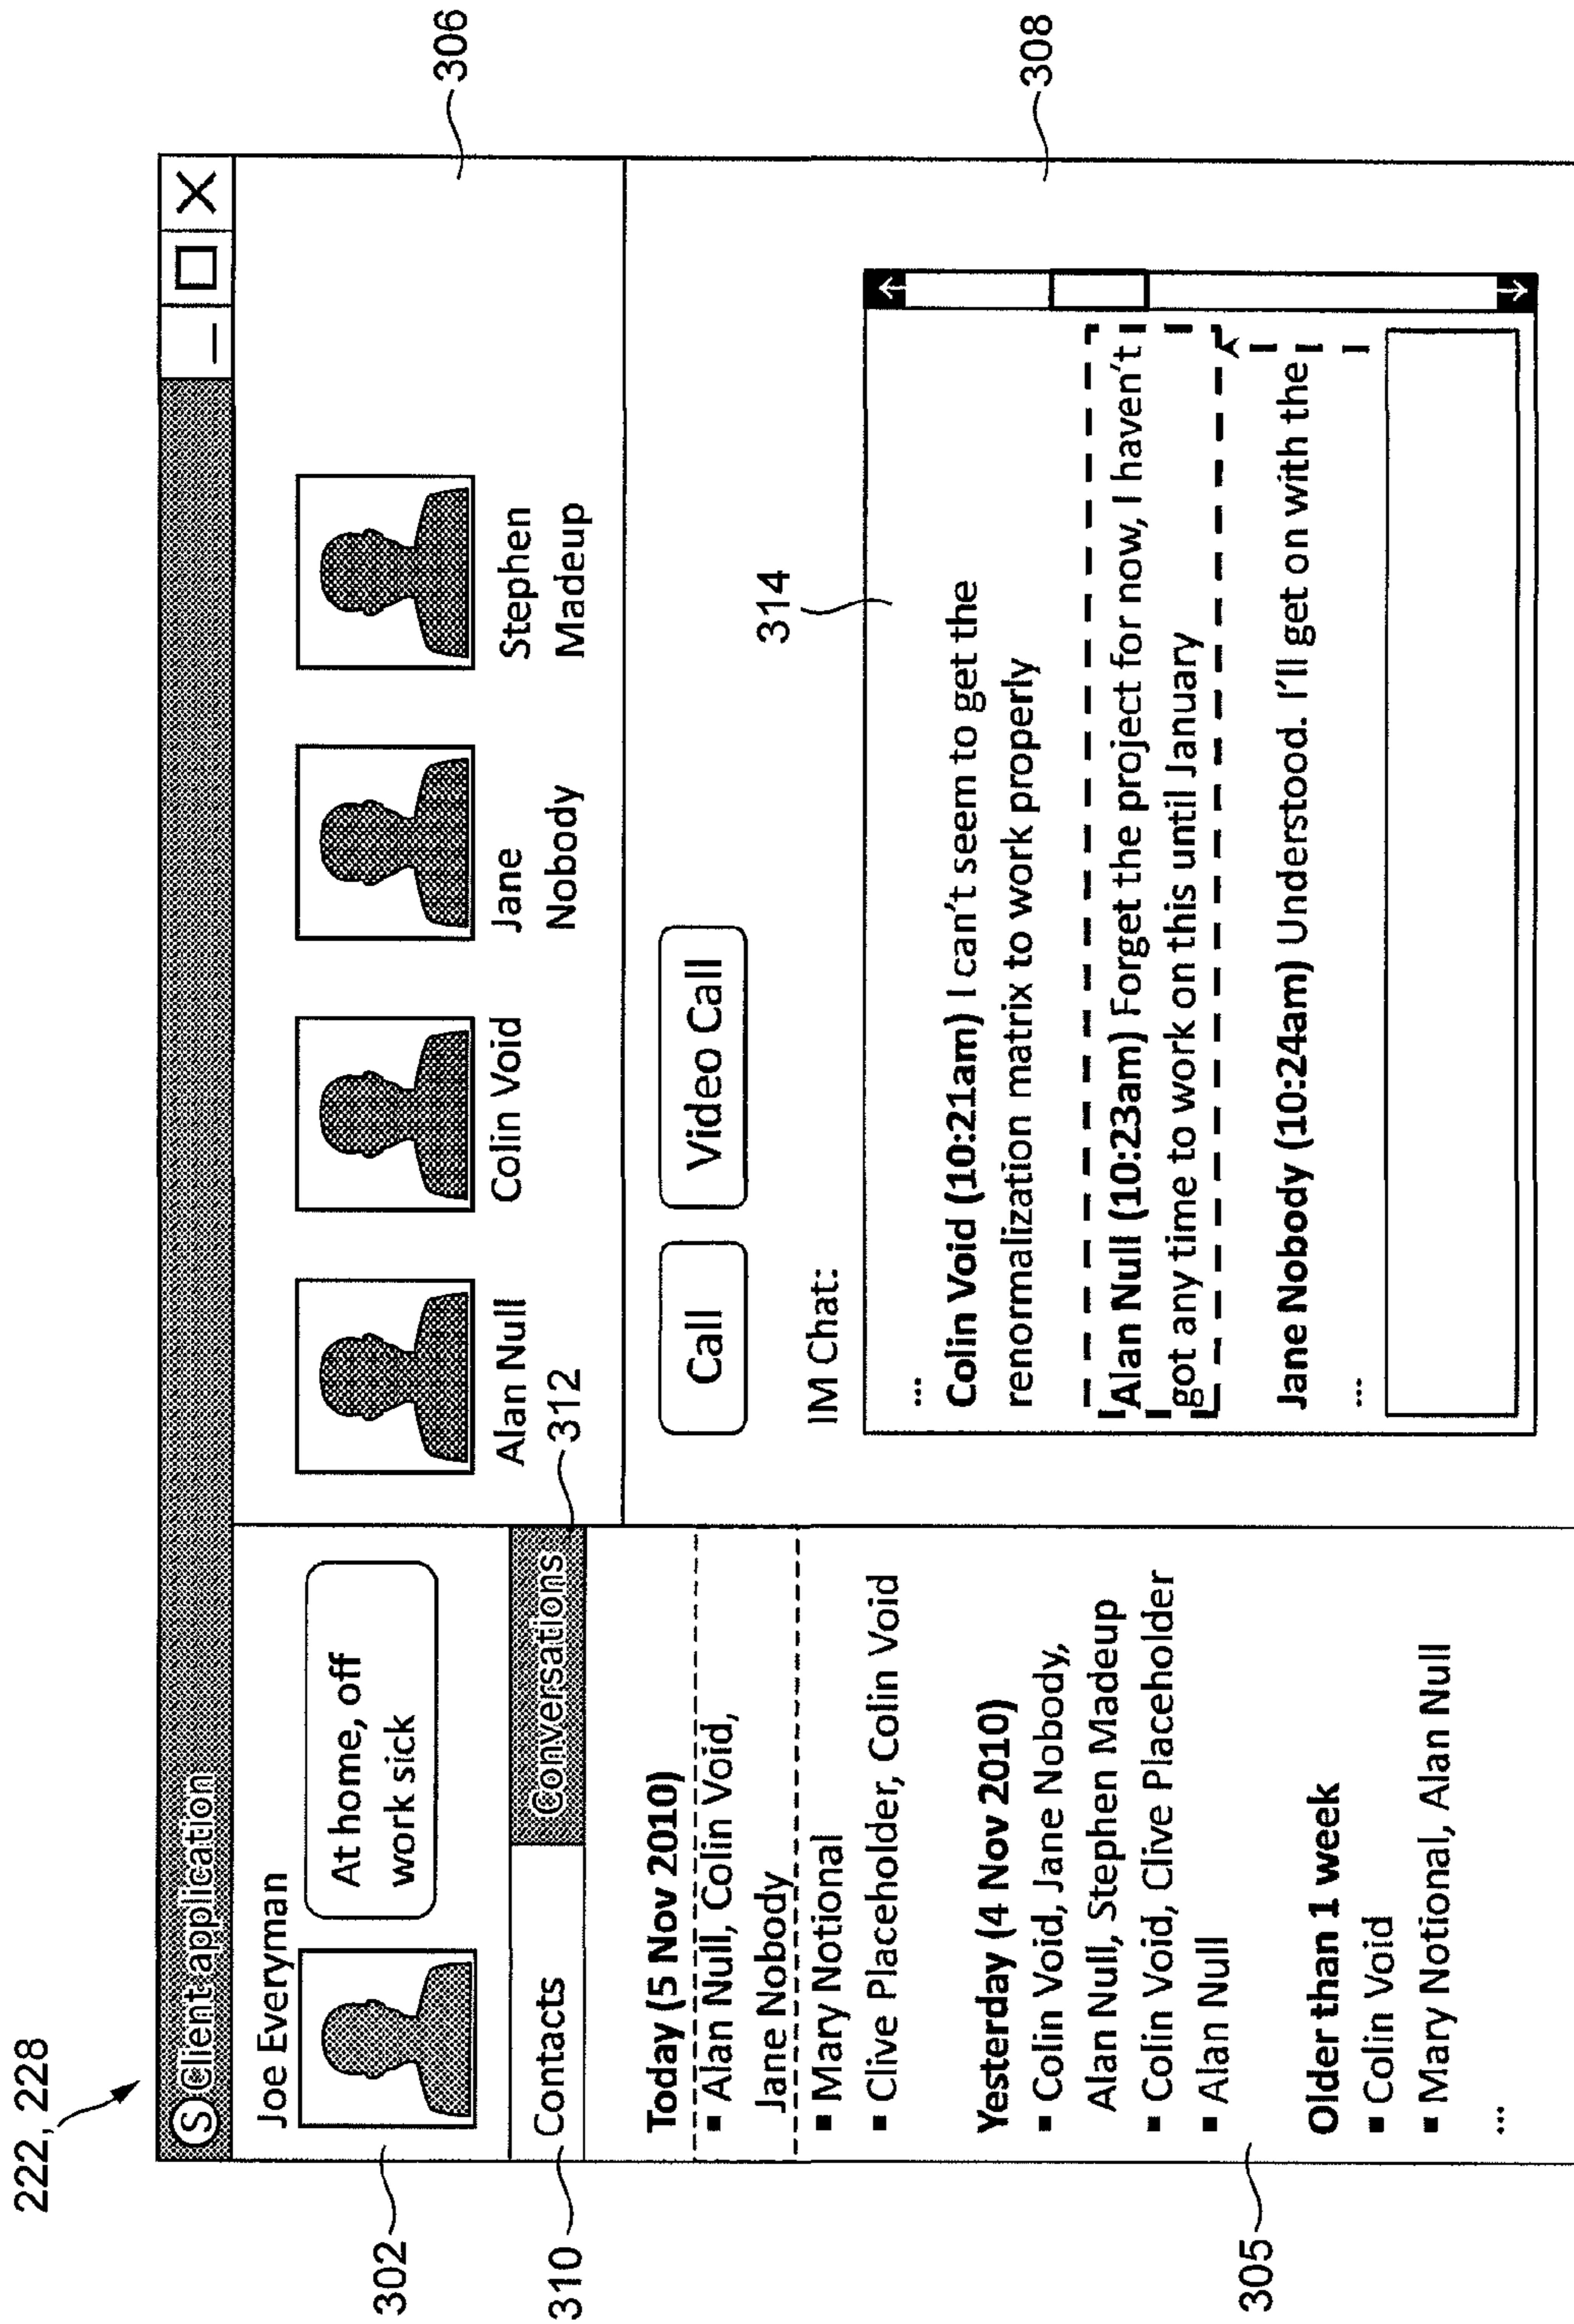 222, 228
S Client application
Joe Everyman
At home, off
work sick
302
Contacts
Conversations
310
312
Today (5 Nov 2010)
▪ Alan Null, Colin Void,
Jane Nobody
▪ Mary Notional
▪ Clive Placeholder, Colin Void
Yesterday (4 Nov 2010)
▪ Colin Void, Jane Nobody,
Alan Null, Stephen Madeup
▪ Colin Void, Clive Placeholder
▪ Alan Null
305
Older than 1 week
▪ Colin Void
▪ Mary Notional, Alan Null
...
Alan Null
Colin Void
Jane
Nobody
Stephen
Madeup
306
Call
Video Call
IM Chat:
314
308
...
Colin Void (10:21am) I can't seem to get the
renormalization matrix to work properly
Alan Null (10:23am) Forget the project for now, I haven't
got any time to work on this until January
Jane Nobody (10:24am) Understood. I'll get on with the
...